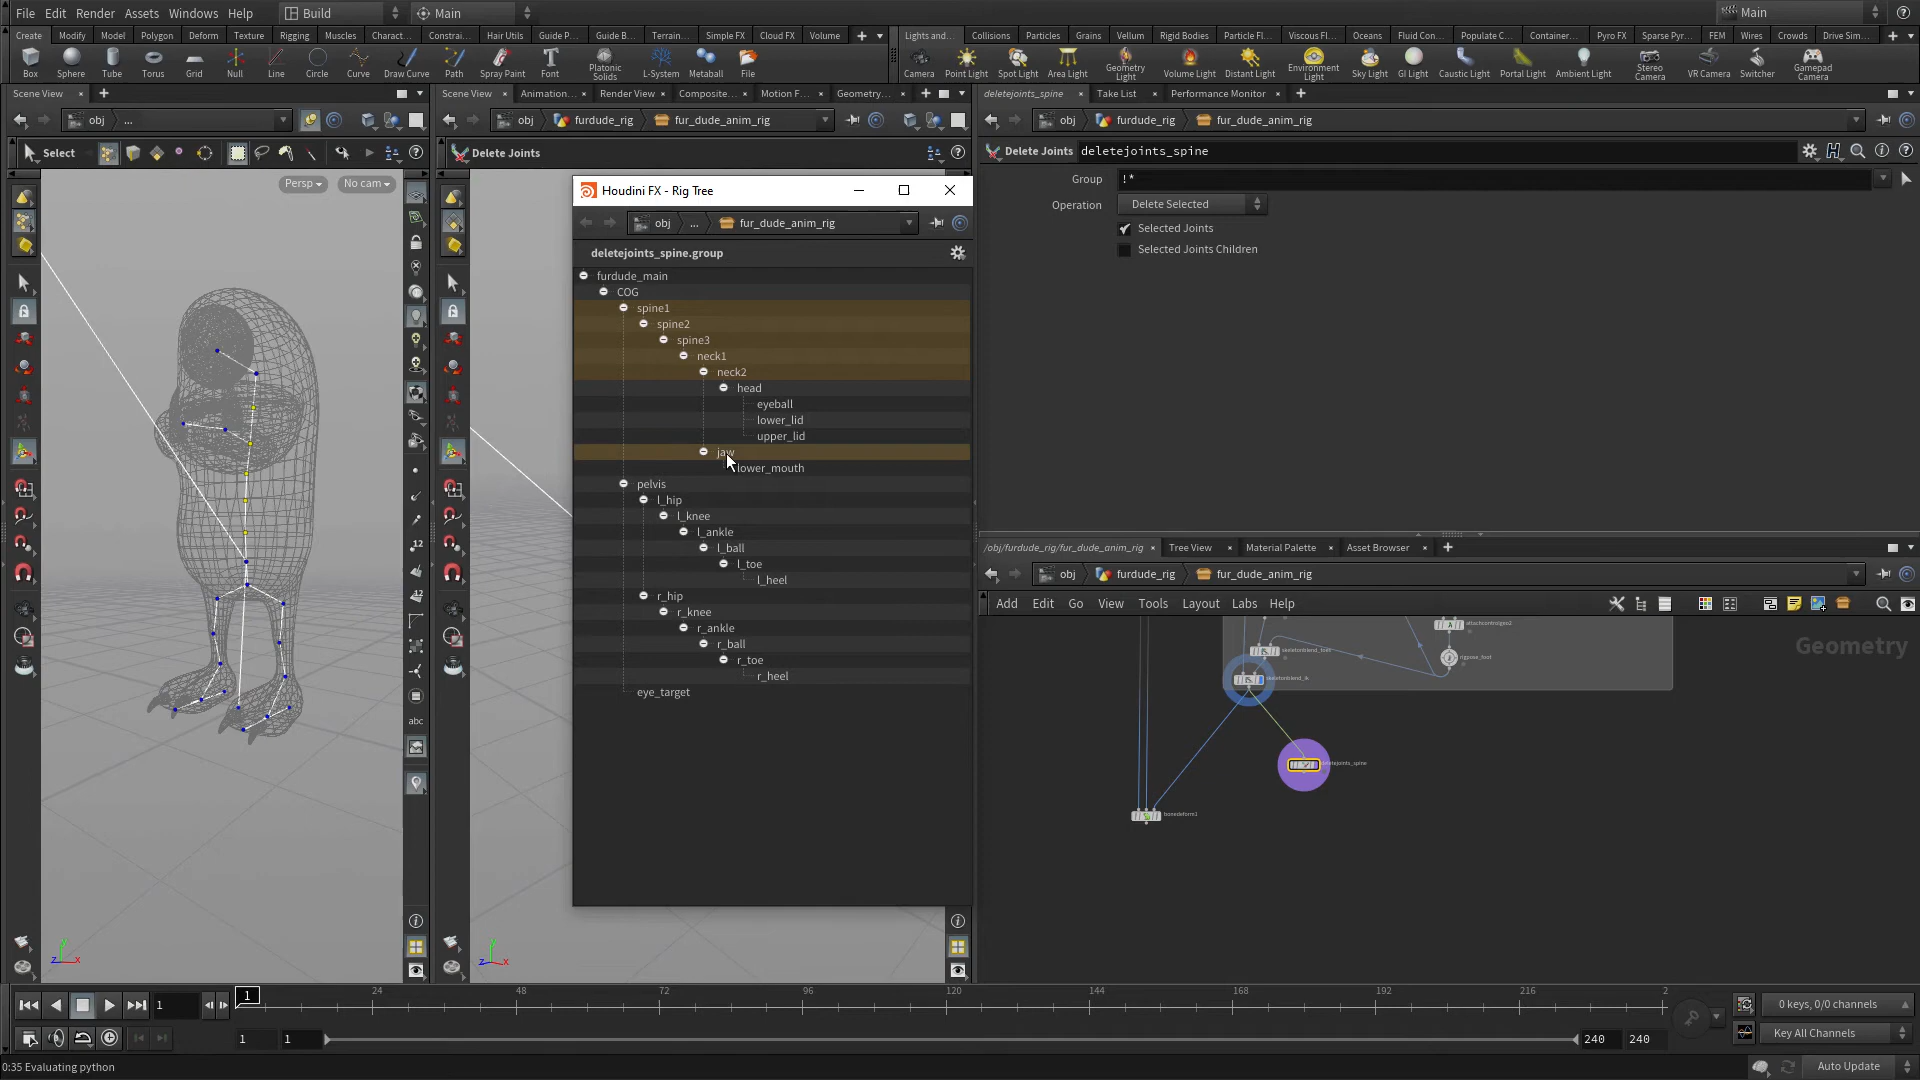 File Edit Render Assets Windows Help Build Main Main
Create Modify Model Polygon Deform Texture Rigging Muscles Charact... Constrai... Hair Utils Guide P... Guide B... Terrain... Simple FX Cloud FX Volume
Lights and... Collisions Particles Grains Vellum Rigid Bodies Particle Fl... Viscous Fl... Oceans Fluid Con... Populate C... Container... Pyro FX Sparse Pyr... FEM Wires Crowds Drive Sim...
Box Sphere Tube Torus Grid Null Line Circle Curve Draw Curve Path Spray Paint Font Platonic Solids L-System Metaball File
Camera Point Light Spot Light Area Light Geometry Light Volume Light Distant Light Environment Light Sky Light GI Light Caustic Light Portal Light Ambient Light Stereo Camera VR Camera Switcher Gamepad Camera
Scene View
Scene View Animation... Render View Composite... Motion F... Geometry...
deletejoints_spine Take List Performance Monitor
obj ...
obj furdude_rig fur_dude_anim_rig
obj furdude_rig fur_dude_anim_rig
Select
Delete Joints
Delete Joints deletejoints_spine
Persp No cam
Group !*
Operation Delete Selected
Selected Joints
Selected Joints Children
Houdini FX - Rig Tree
obj ... fur_dude_anim_rig
deletejoints_spine.group
furdude_main
COG
spine1
spine2
spine3
neck1
neck2
head
eyeball
lower_lid
upper_lid
jaw
lower_mouth
pelvis
l_hip
l_knee
l_ankle
l_ball
l_toe
l_heel
r_hip
r_knee
r_ankle
r_ball
r_toe
r_heel
eye_target
12
12
abc
z x y
z x
/obj/furdude_rig/fur_dude_anim_rig Tree View Material Palette Asset Browser
obj furdude_rig fur_dude_anim_rig
Add Edit Go View Tools Layout Labs Help
Geometry
attachcontrolgeo2
skeletonblend_toes
rigpose_foot
skeletonblend_ik
deletejoints_spine
bonedeform1
1 1 24 48 72 96 120 144 168 192 216 2
0 keys, 0/0 channels
1 1 240 240
Key All Channels
0:35 Evaluating python
Auto Update